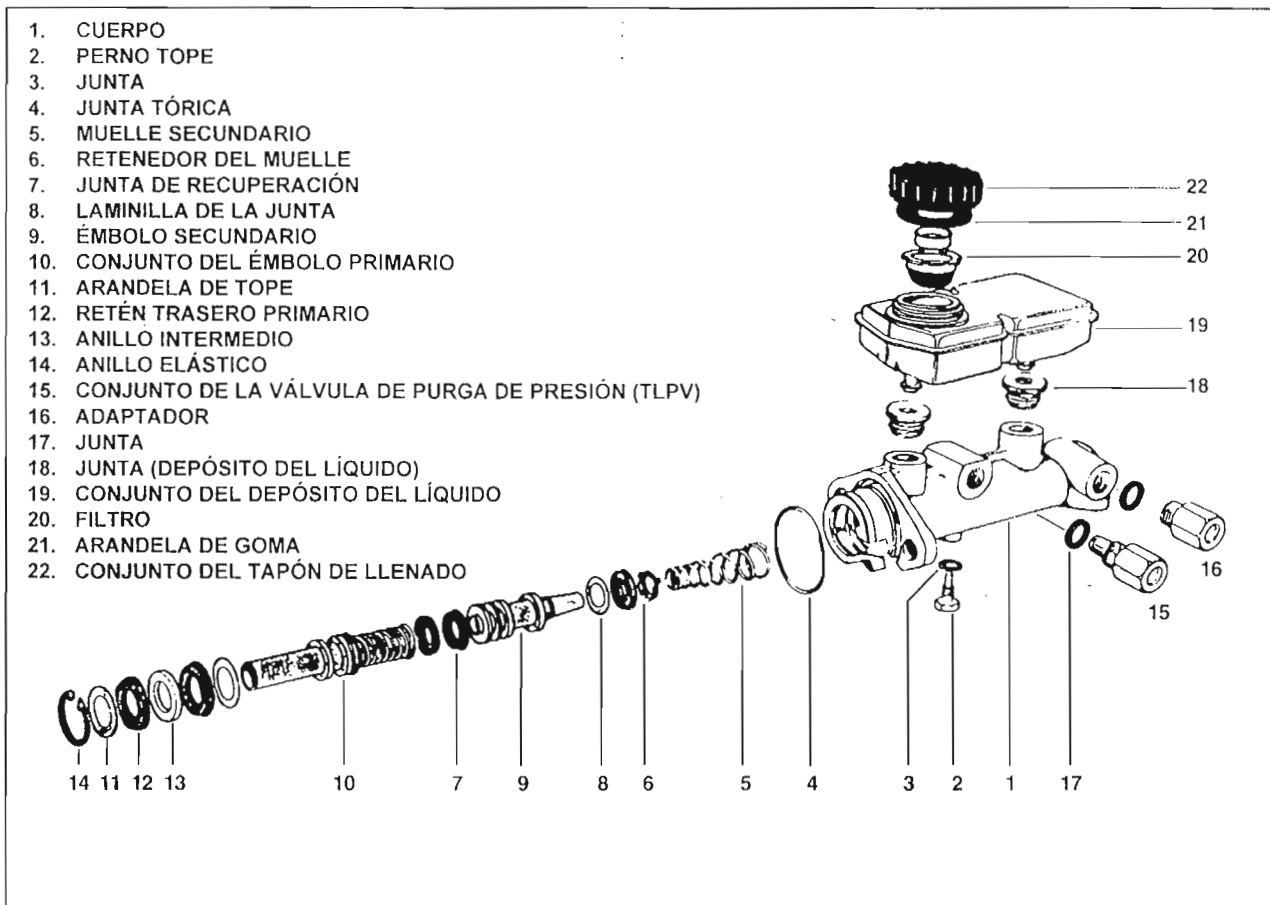 1. CUERPO
2. PERNO TOPE
3. JUNTA
4. JUNTA TÓRICA
5. MUELLE SECUNDARIO
6. RETENEDOR DEL MUELLE
7. JUNTA DE RECUPERACIÓN
8. LAMINILLA DE LA JUNTA
9. ÉMBOLO SECUNDARIO
10. CONJUNTO DEL ÉMBOLO PRIMARIO
11. ARANDELA DE TOPE
12. RETÉN TRASERO PRIMARIO
13. ANILLO INTERMEDIO
14. ANILLO ELÁSTICO
15. CONJUNTO DE LA VÁLVULA DE PURGA DE PRESIÓN (TLPV)
16. ADAPTADOR
17. JUNTA
18. JUNTA (DEPÓSITO DEL LÍQUIDO)
19. CONJUNTO DEL DEPÓSITO DEL LÍQUIDO
20. FILTRO
21. ARANDELA DE GOMA
22. CONJUNTO DEL TAPÓN DE LLENADO
22
21
20
19
18
16
15
14 11 12 13 10 7 9 8 6 5 4 3 2 1 17